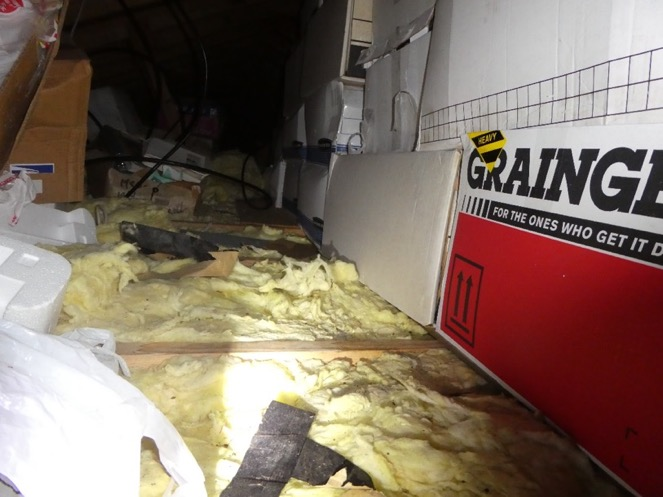 HEAVY
GRAINGE
FOR THE ONES WHO GET IT D